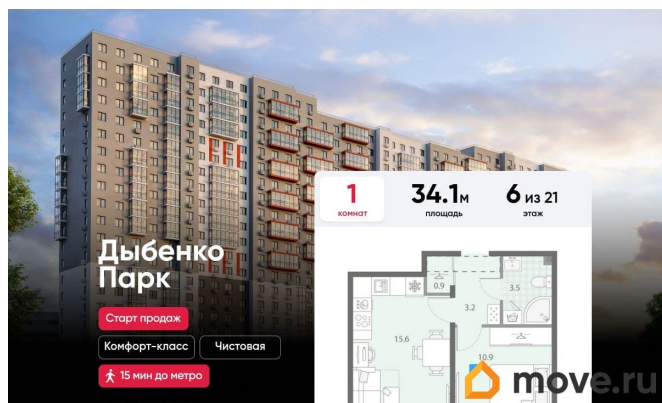 1
комнат
34.1м
площадь
6 из 21
этаж
Дыбенко
Парк
Старт продаж
Комфорт-класс
Чистовая
15 мин до метро
0.9
3.5
3.2
15.6
10.9
move.ru